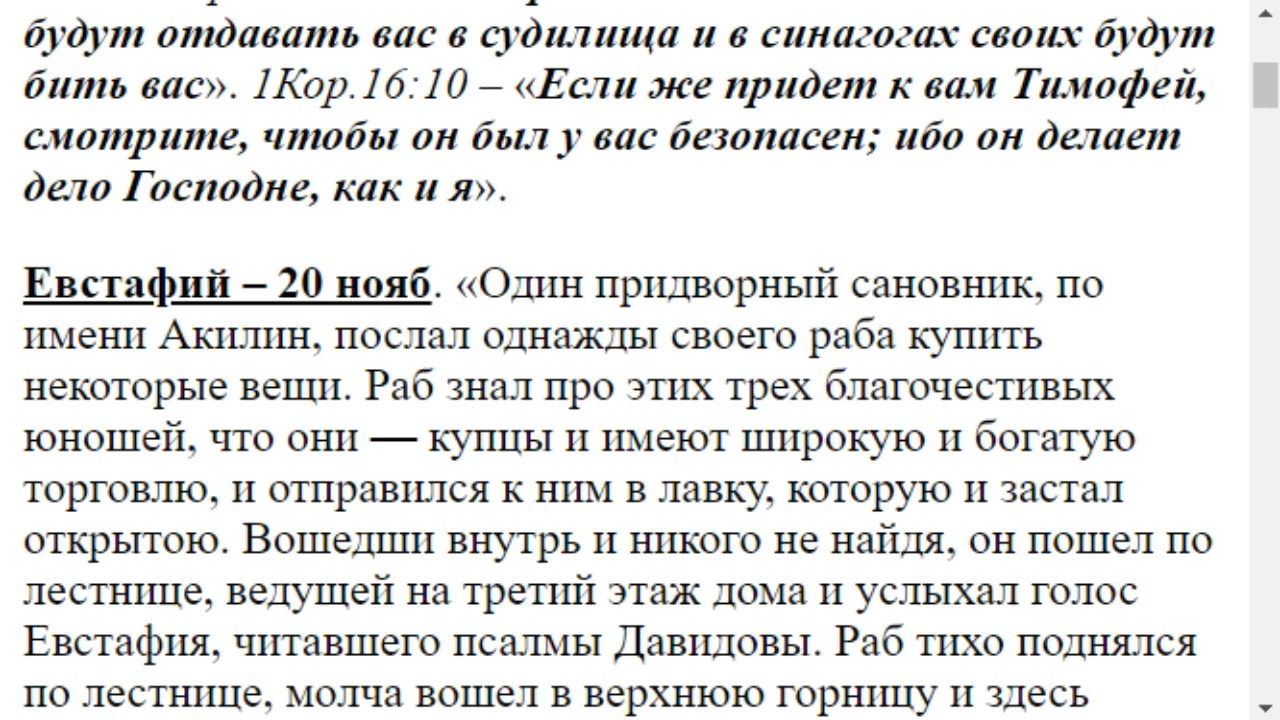 будут отдавать вас в судилища и в синагогах своих будут
бить вас». 1Кор.16:10 – «Если же придет к вам Тимофей,
смотрите, чтобы он был у вас безопасен; ибо он делает
дело Господне, как и я».
Евстафий – 20 нояб. «Один придворный сановник, по
имени Акилин, послал однажды своего раба купить
некоторые вещи. Раб знал про этих трех благочестивых
юношей, что они — купцы и имеют широкую и богатую
торговлю, и отправился к ним в лавку, которую и застал
открытою. Вошедши внутрь и никого не найдя, он пошел по
лестнице, ведущей на третий этаж дома и услыхал голос
Евстафия, читавшего псалмы Давидовы. Раб тихо поднялся
по лестнице, молча вошел в верхнюю горницу и здесь